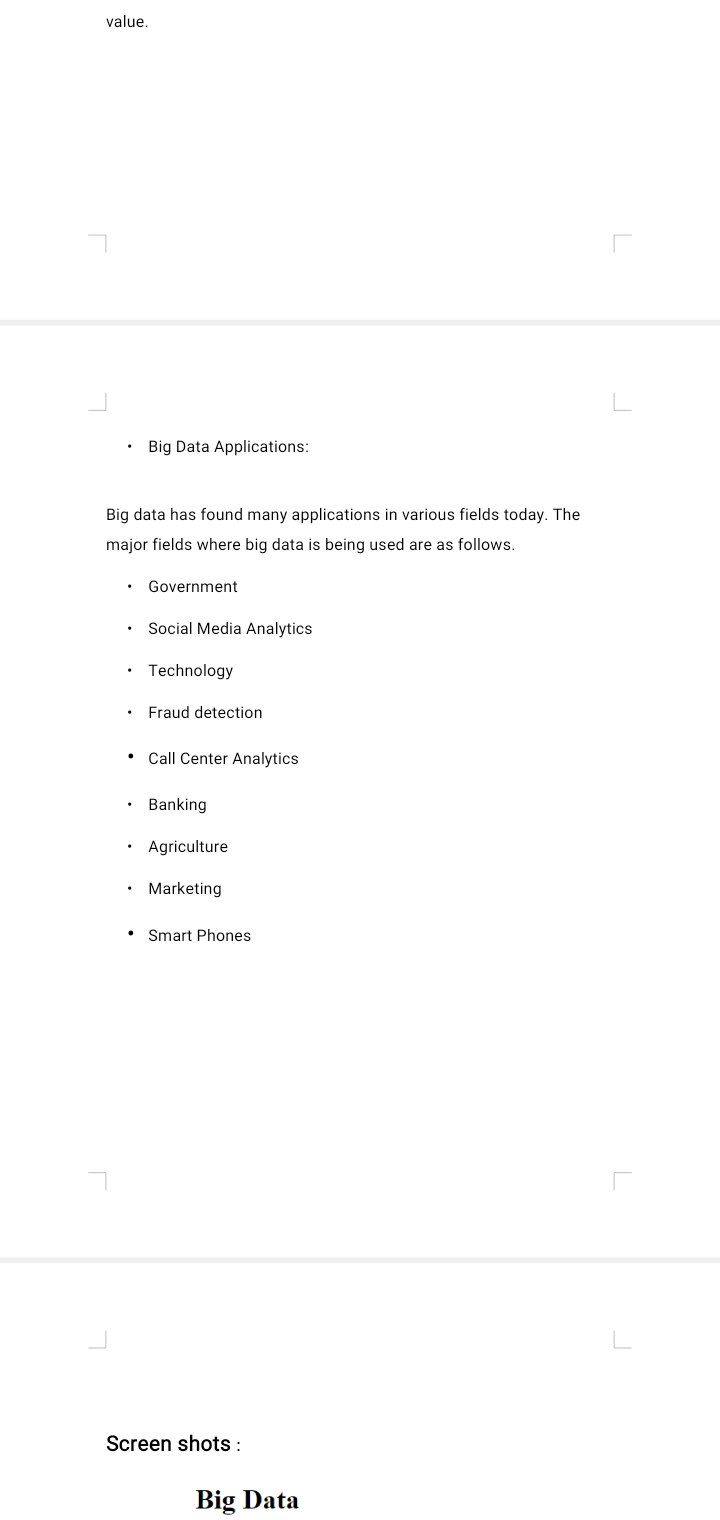 value.
• Big Data Applications:
Big data has found many applications in various fields today. The
major fields where big data is being used are as follows.
• Government
• Social Media Analytics
• Technology
• Fraud detection
• Call Center Analytics
• Banking
• Agriculture
• Marketing
• Smart Phones
Screen shots :
Big Data